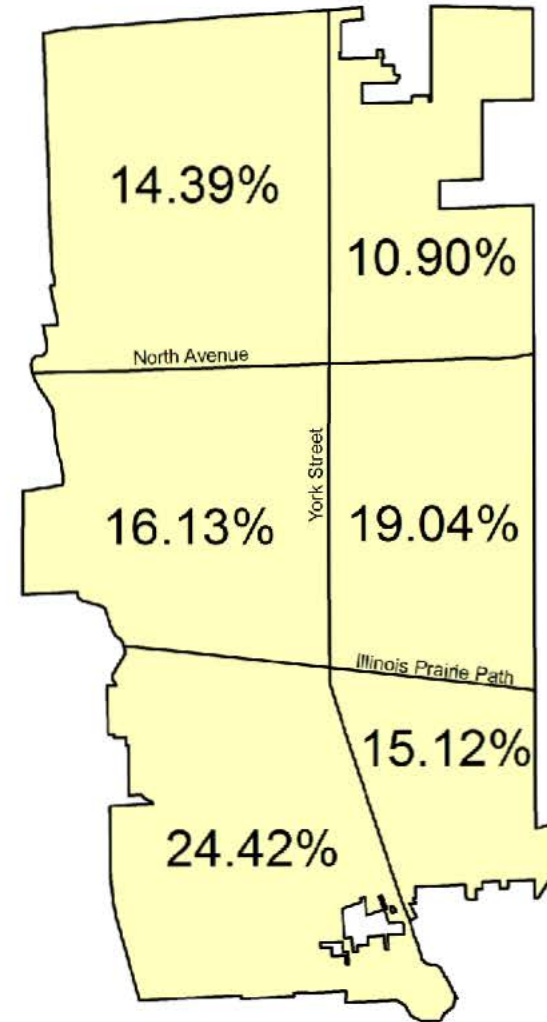 14.39%
10.90%
North Avenue
York Street
16.13%
19.04%
Illinois Prairie Path
15.12%
24.42%